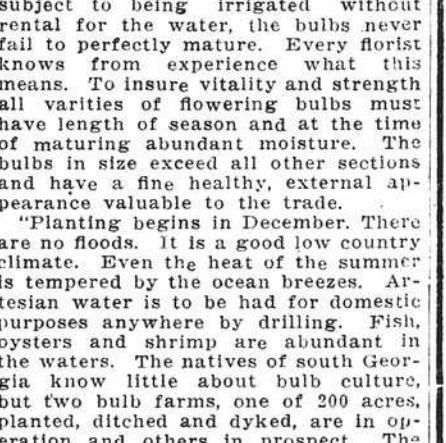 subject to being irrigated without
rental for the water, the bulbs never
fail to perfectly mature. Every florist
knows from experience what this
means. To insure vitality and strength
all varities of flowering bulbs must
have length of season and at the time
of maturing abundant moisture. The
bulbs in size exceed all other sections
and have a fine healthy, external ap-
pearance valuable to the trade.
"Planting begins in December. There
are no floods. It is a good low country
climate. Even the heat of the summer
is tempered by the ocean breezes. Ar-
tesian water is to be had for domestic
purposes anywhere by drilling. Fish,
oysters and shrimp are abundant in
the waters. The natives of south Geor-
gia know little about bulb culture,
but two bulb farms, one of 200 acres,
planted, ditched and dyked, are in op-
eration and others in prospect. The